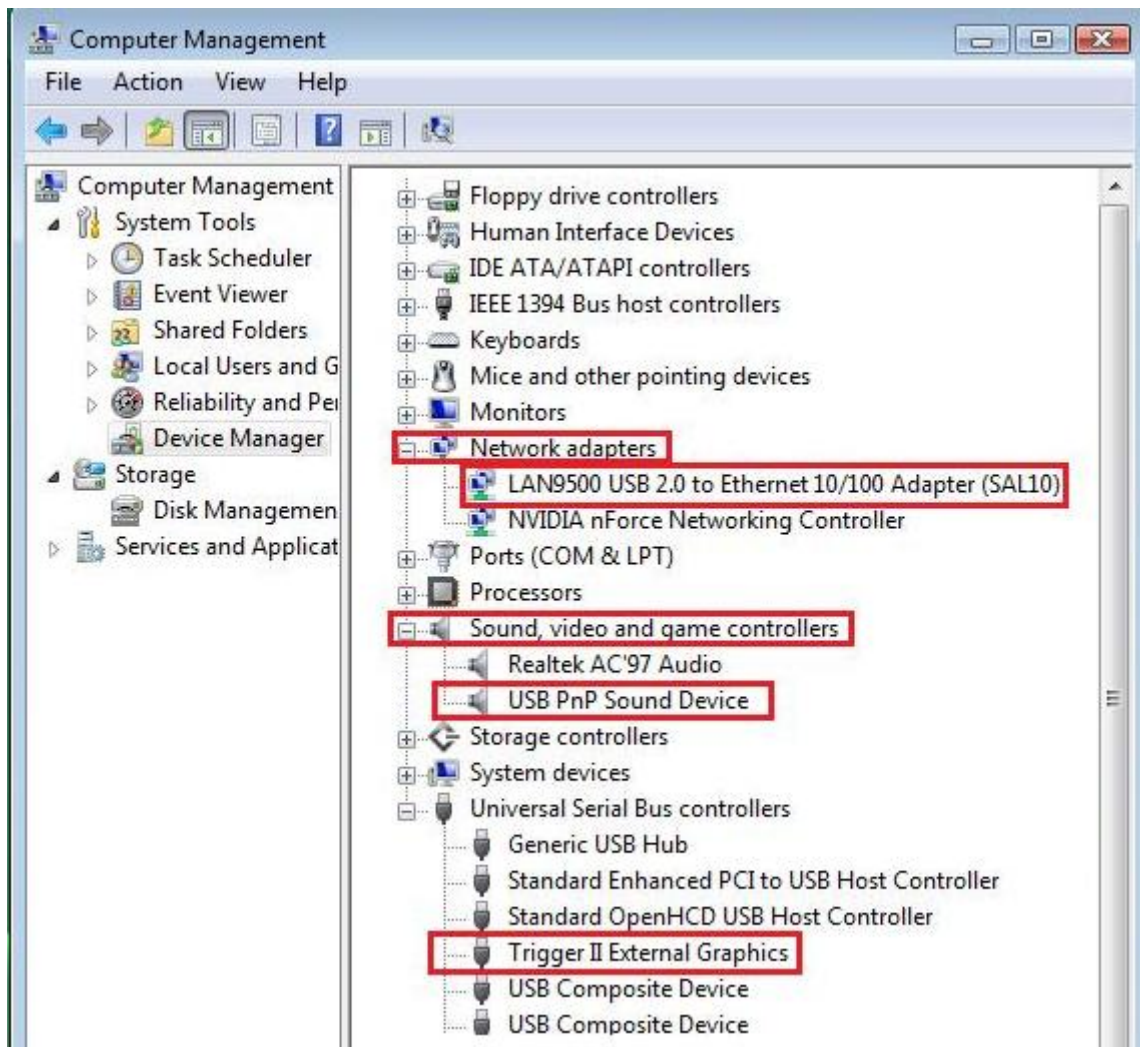 Computer Management
File Action View Help
Computer Management
System Tools
Task Scheduler
Event Viewer
Shared Folders
Local Users and G
Reliability and Per
Device Manager
Storage
Disk Managemen
Services and Applicat
Floppy drive controllers
Human Interface Devices
IDE ATA/ATAPI controllers
IEEE 1394 Bus host controllers
Keyboards
Mice and other pointing devices
Monitors
Network adapters
LAN9500 USB 2.0 to Ethernet 10/100 Adapter (SAL10)
NVIDIA nForce Networking Controller
Ports (COM & LPT)
Processors
Sound, video and game controllers
Realtek AC'97 Audio
USB PnP Sound Device
Storage controllers
System devices
Universal Serial Bus controllers
Generic USB Hub
Standard Enhanced PCI to USB Host Controller
Standard OpenHCD USB Host Controller
Trigger II External Graphics
USB Composite Device
USB Composite Device